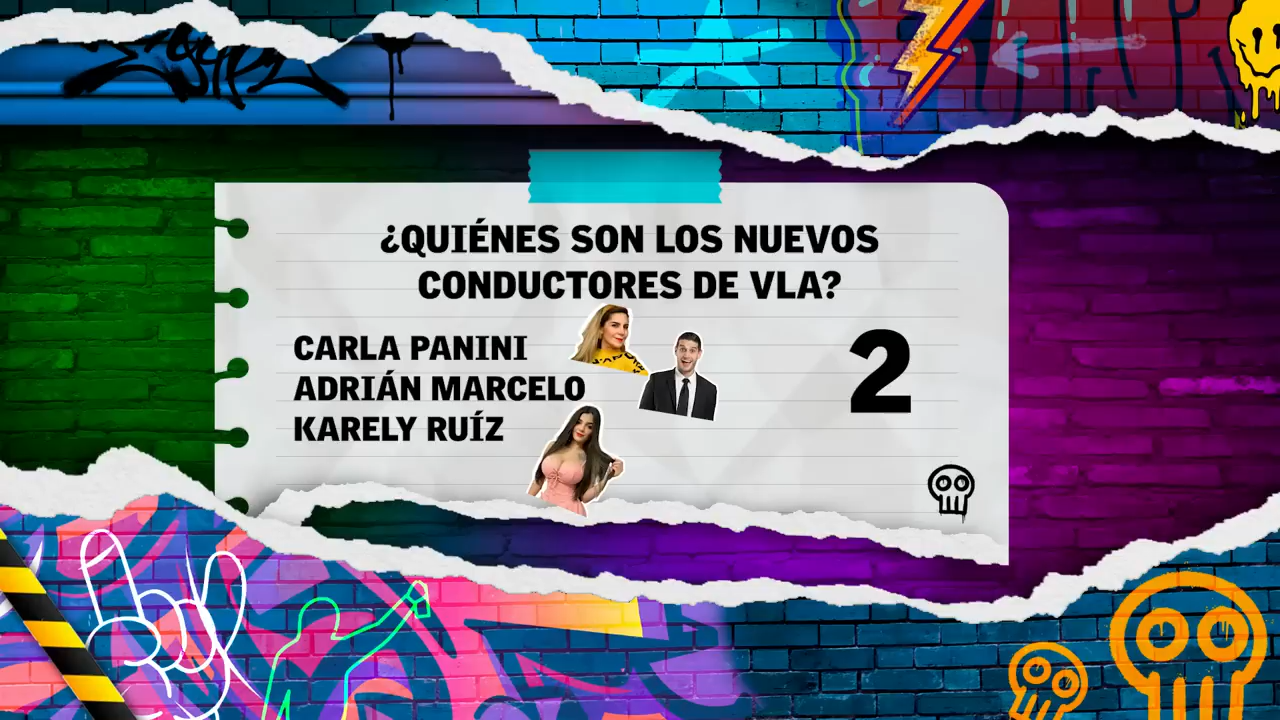 ¿QUIÉNES SON LOS NUEVOS
CONDUCTORES DE VLA?
CARLA PANINI
ADRIÁN MARCELO
KARELY RUÍZ
2